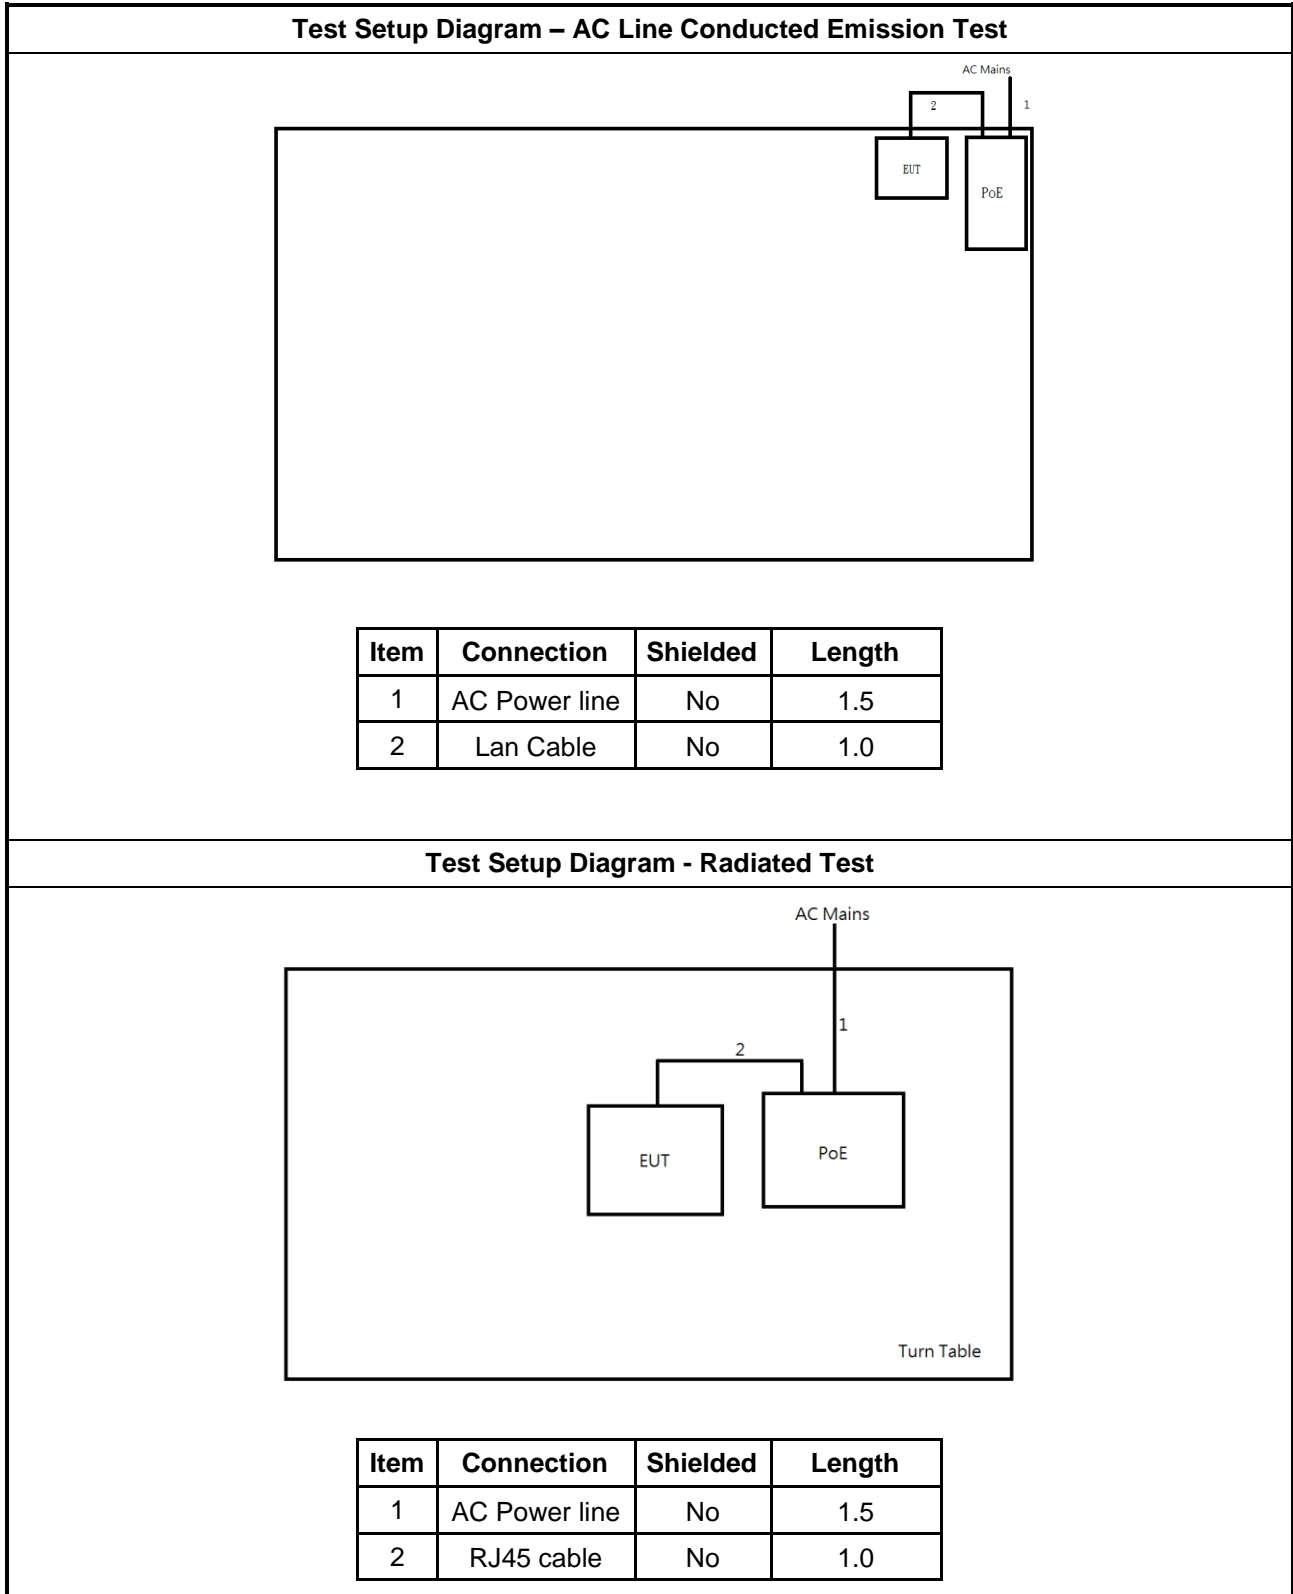 Test Setup Diagram – AC Line Conducted Emission Test
AC Mains
2
1
EUT
PoE
Item Connection Shielded Length
1 AC Power line No 1.5
2 Lan Cable No 1.0
Test Setup Diagram - Radiated Test
AC Mains
1
2
EUT
PoE
Turn Table
Item Connection Shielded Length
1 AC Power line No 1.5
2 RJ45 cable No 1.0